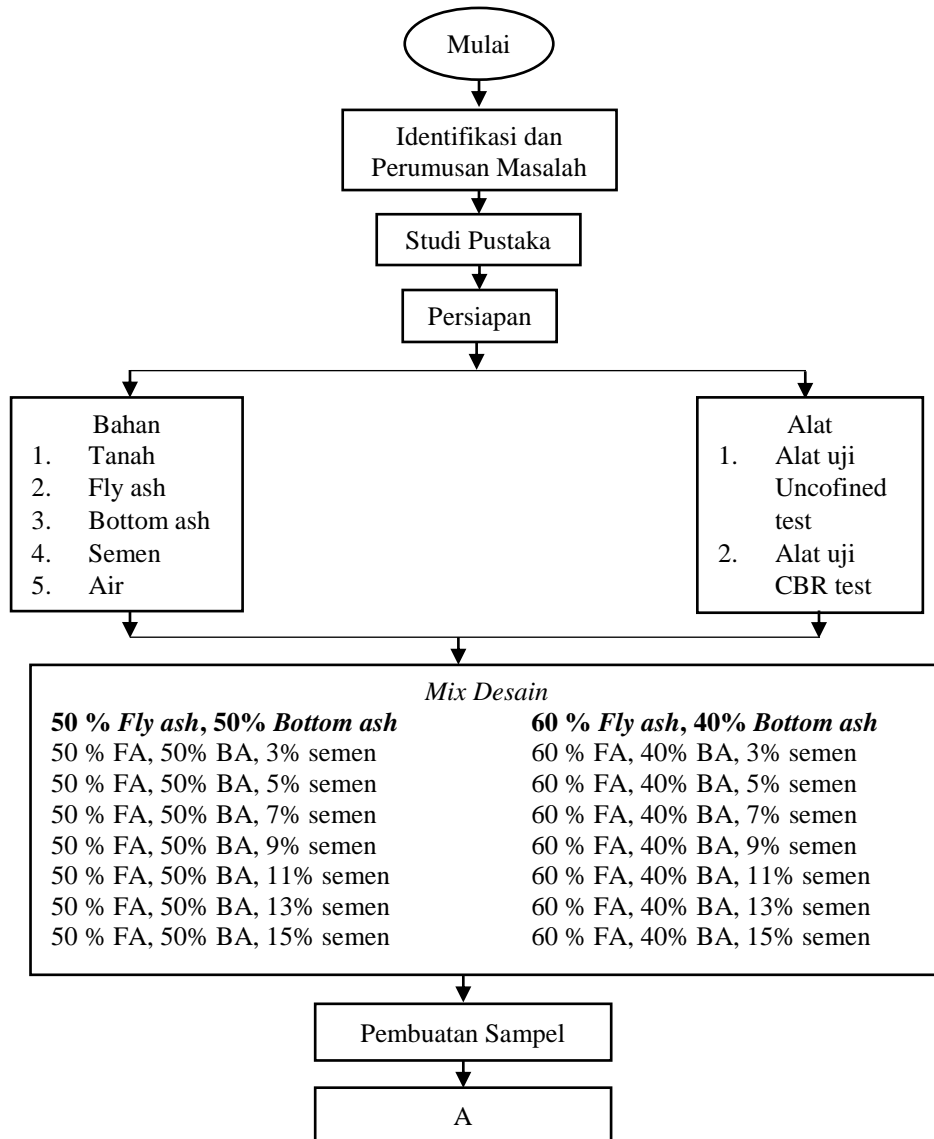 Mulai
Identifikasi dan
Perumusan Masalah
Studi Pustaka
Persiapan
Bahan
1. Tanah
2. Fly ash
3. Bottom ash
4. Semen
5. Air
Alat
1. Alat uji
Uncofined
test
2. Alat uji
CBR test
Mix Desain
50 % Fly ash, 50% Bottom ash
50 % FA, 50% BA, 3% semen
50 % FA, 50% BA, 5% semen
50 % FA, 50% BA, 7% semen
50 % FA, 50% BA, 9% semen
50 % FA, 50% BA, 11% semen
50 % FA, 50% BA, 13% semen
50 % FA, 50% BA, 15% semen
60 % Fly ash, 40% Bottom ash
60 % FA, 40% BA, 3% semen
60 % FA, 40% BA, 5% semen
60 % FA, 40% BA, 7% semen
60 % FA, 40% BA, 9% semen
60 % FA, 40% BA, 11% semen
60 % FA, 40% BA, 13% semen
60 % FA, 40% BA, 15% semen
Pembuatan Sampel
A